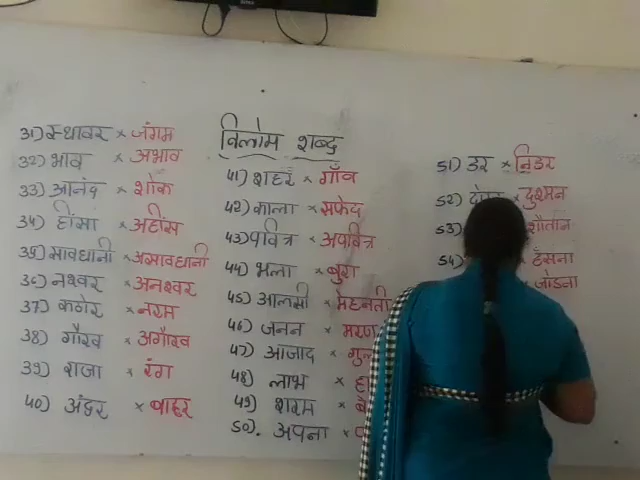 विलोम शब्द
31) स्थावर × जंगम
32) भाव × अभाव
33) आनंद × शोक
34) हींसा × अहींस
35) सावधानी × असावधानी
36) नश्वर × अनश्वर
37) कठोर × नरम
38) गौरव × अगौरव
39) राजा × रंग
40) अंदर × बाहर
41) शहर × गाँव
42) काला × सफेद
43) पवित्र × अपवित्र
44) भला × बुरा
45) आलसी × मेहनती
46) जनन × मरण
47) आजाद ×
48) लाभ ×
49) शरम ×
50). अपना ×
51) डर × निडर
52) दुश्मन
53) शैतान
54) × हँसना
× जोडना